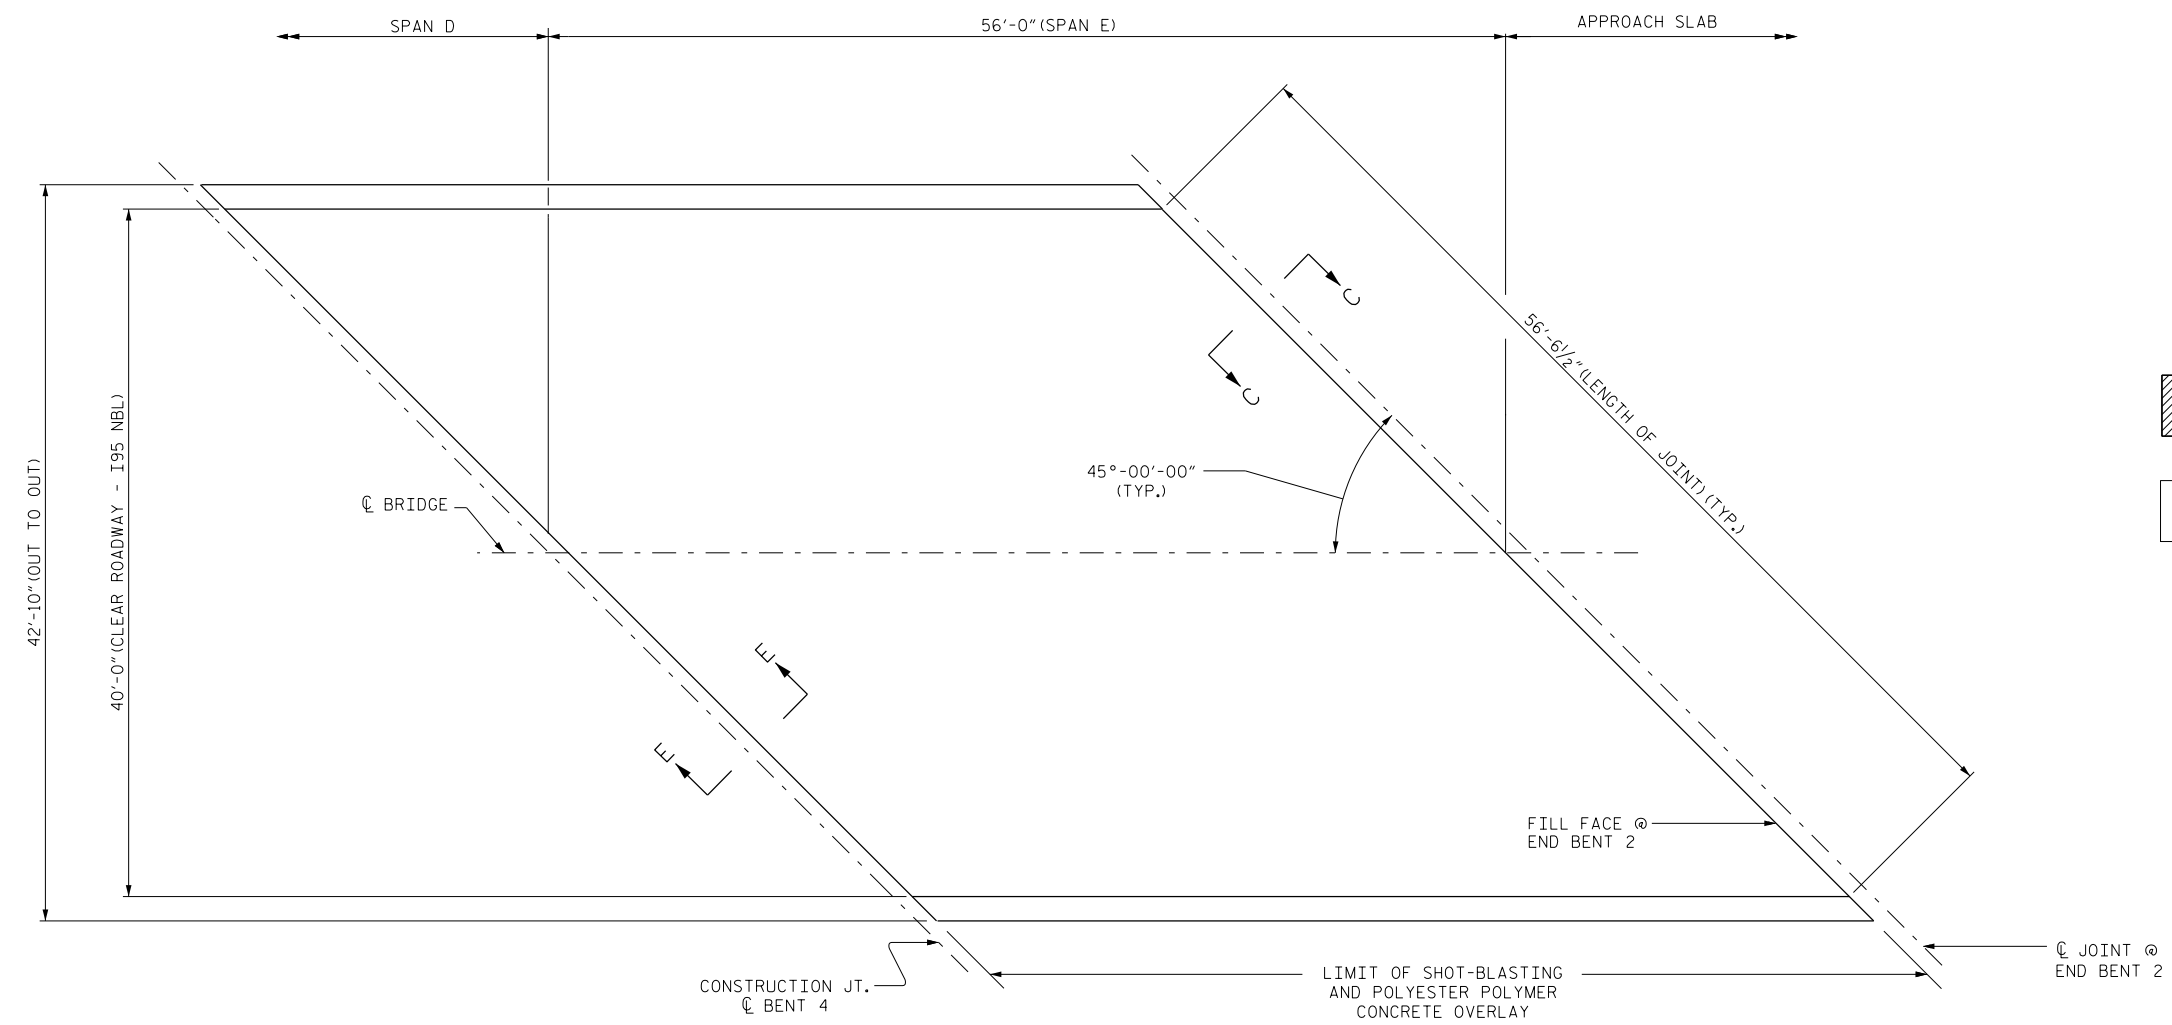 SPAN D
56'-0" (SPAN E)
APPROACH SLAB
42'-10" (OUT TO OUT)
40'-0" (CLEAR ROADWAY - I95 NBL)
56'-6 1/2" (LENGTH OF JOINT) (TYP.)
C
C
45°-00'-00"
(TYP.)
℄ BRIDGE
E
E
FILL FACE @
END BENT 2
CONSTRUCTION JT.
℄ BENT 4
LIMIT OF SHOT-BLASTING
AND POLYESTER POLYMER
CONCRETE OVERLAY
℄ JOINT @
END BENT 2